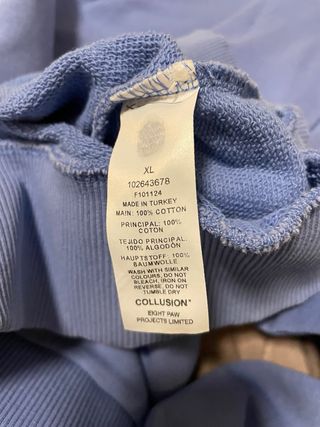 XL
102643678
F101124
MADE IN TURKEY
MAIN: 100% COTTON
PRINCIPAL: 100%
COTON
TEJIDO PRINCIPAL:
100% ALGODÓN
HAUPTSTOFF: 100%
BAUMWOLLE
WASH WITH SIMILAR
COLOURS, DO NOT
BLEACH, IRON ON
REVERSE, DO NOT
TUMBLE DRY
COLLUSION"
EIGHT PAW
PROJECTS LIMITED